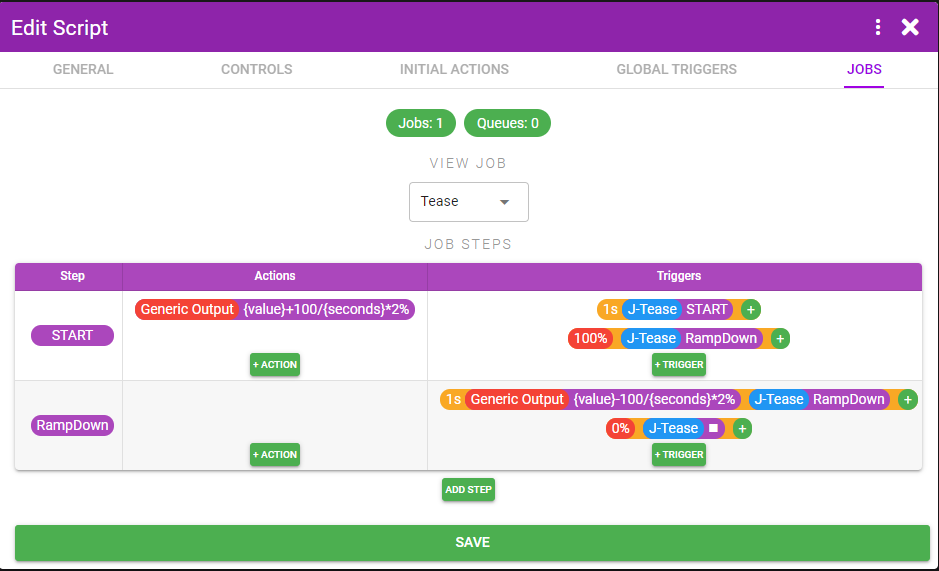 Edit Script
GENERAL CONTROLS INITIAL ACTIONS GLOBAL TRIGGERS JOBS
Jobs: 1 Queues: 0
VIEW JOB
Tease
JOB STEPS
Step Actions Triggers
START Generic Output {value}+100/{seconds}*2% 1s J-Tease START +
100% J-Tease RampDown +
+ ACTION + TRIGGER
RampDown 1s Generic Output {value}-100/{seconds}*2% J-Tease RampDown +
0% J-Tease +
+ ACTION + TRIGGER
ADD STEP
SAVE